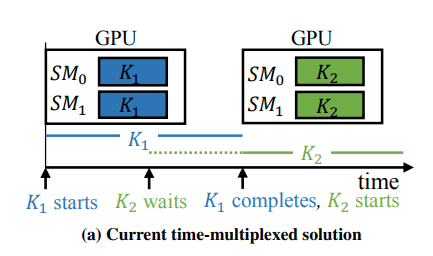 GPU GPU
SM₀ K₁ SM₀ K₂
SM₁ K₁ SM₁ K₂
K₁
K₂
time
K₁ starts K₂ waits K₁ completes, K₂ starts
(a) Current time-multiplexed solution